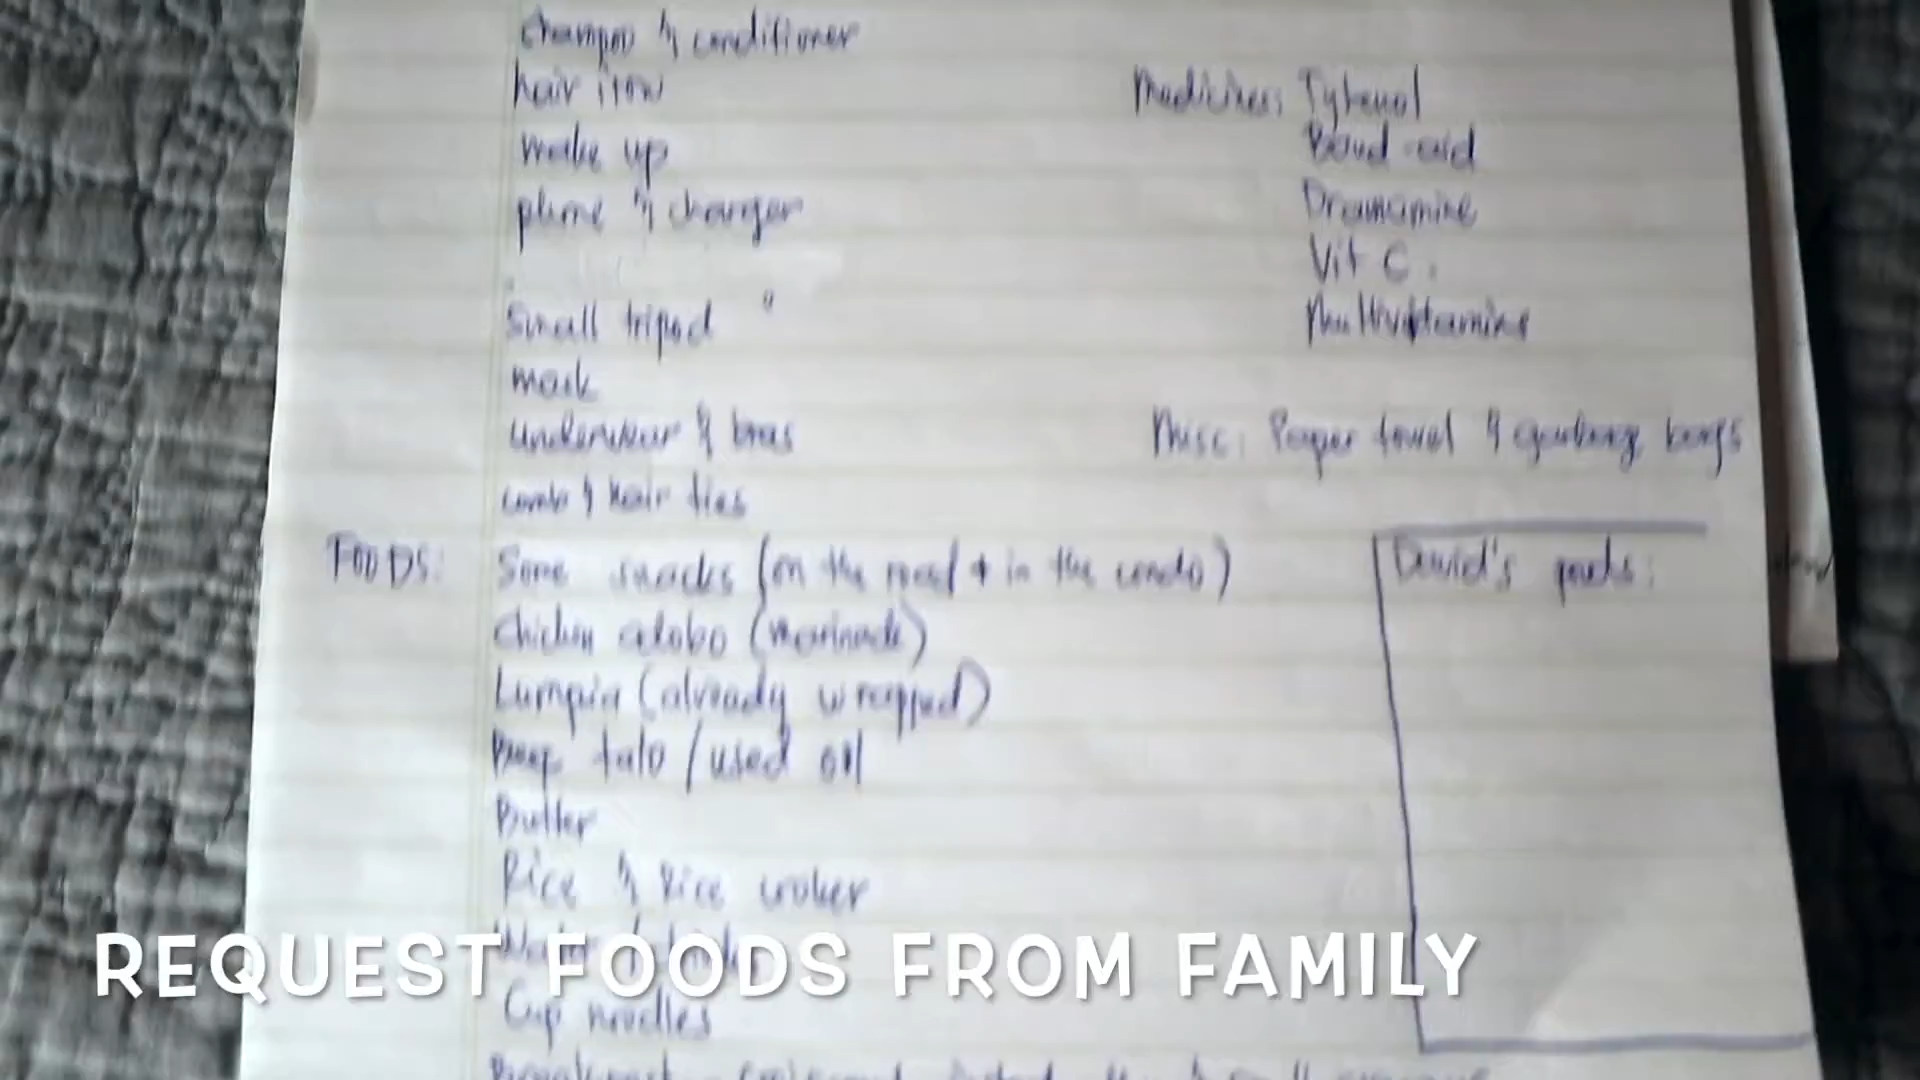 shampoo & conditioner
hair iron
make up
phone & charger
small tripod
mask
underwear & bras
comb & hair ties
Medicines: Tylenol
Band-aid
Dramamine
Vit C.
Multivitamins
Misc: Paper towel & bags
FOODS: Some snacks (on the road & in the condo)
Chicken adobo (marinade)
Lumpia (already wrapped)
/ used oil
Butter
Rice & Rice cooker
Cup noodles
David's goods:
REQUEST FOODS FROM FAMILY